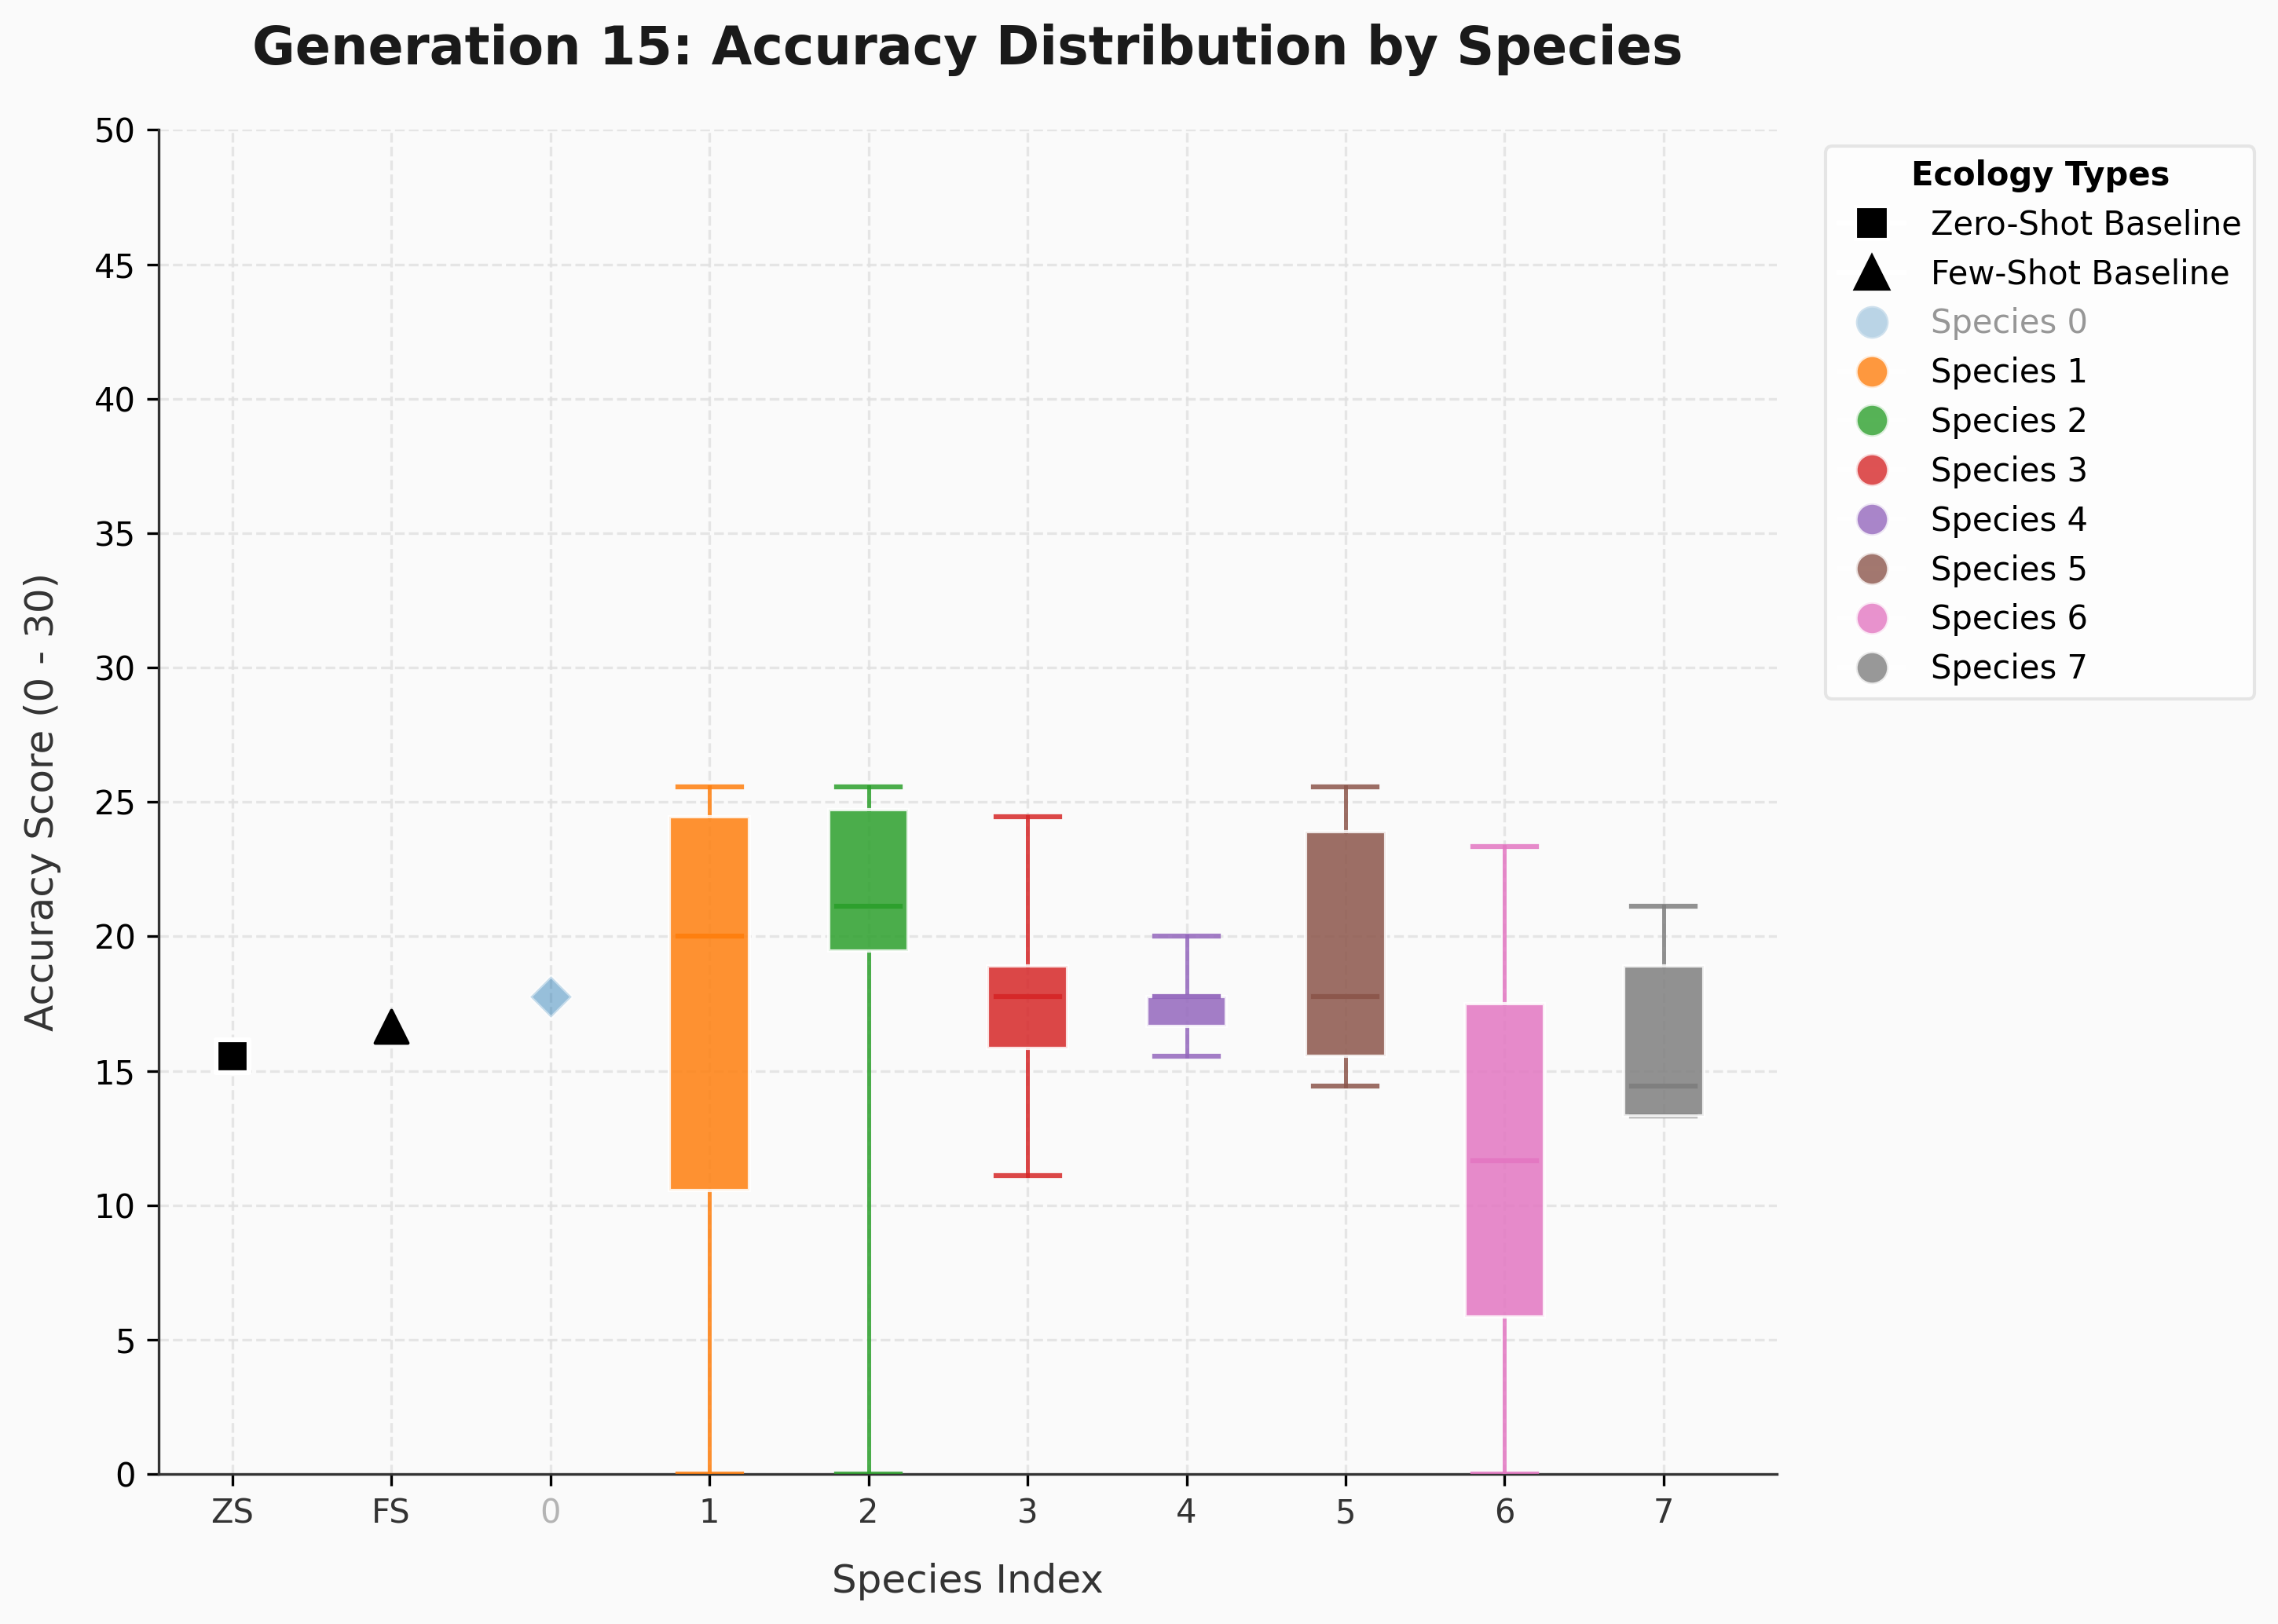 Generation 15: Accuracy Distribution by Species
50
45
40
35
30
25
20
15
10
5
0
Accuracy Score (0 - 30)
ZS
FS
0
1
2
3
4
5
6
7
Species Index
Ecology Types
Zero-Shot Baseline
Few-Shot Baseline
Species 0
Species 1
Species 2
Species 3
Species 4
Species 5
Species 6
Species 7